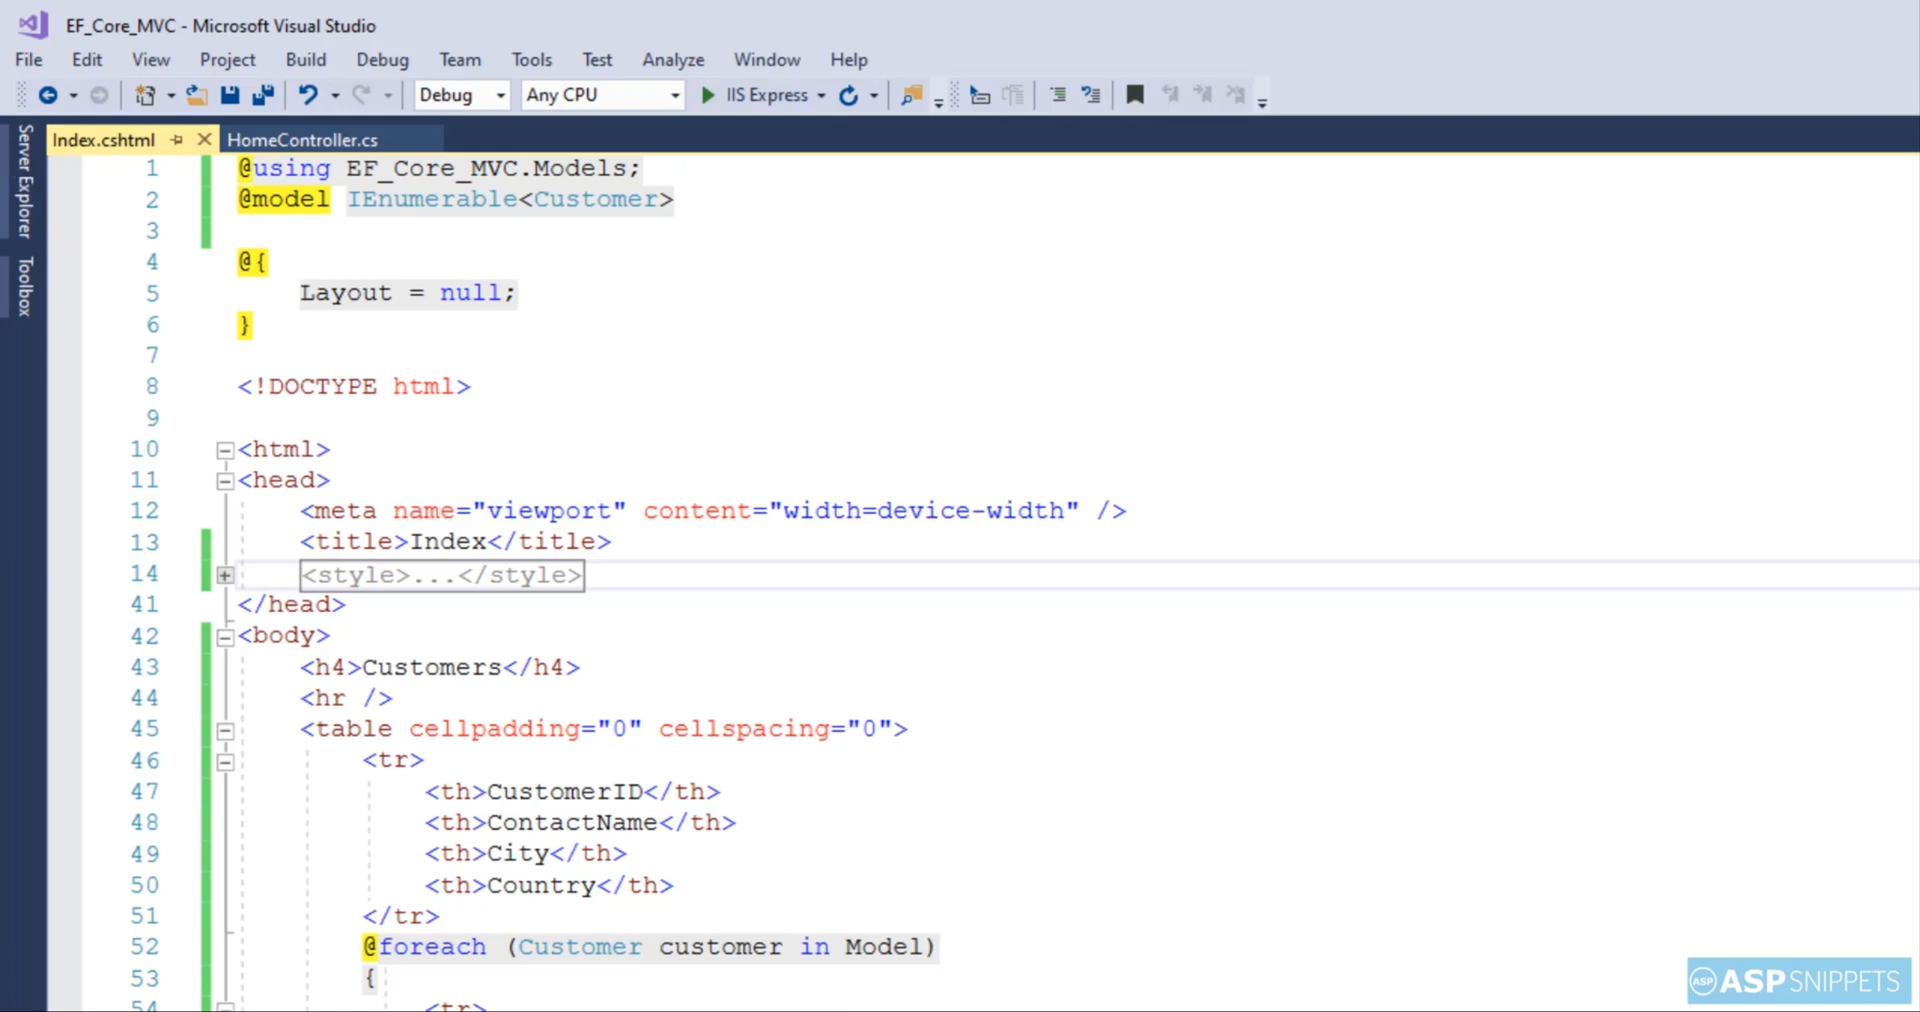 EF_Core_MVC - Microsoft Visual Studio
File Edit View Project Build Debug Team Tools Test Analyze Window Help
Debug Any CPU IIS Express
Server Explorer
Toolbox
Index.cshtml HomeController.cs
1 @using EF_Core_MVC.Models;
2 @model IEnumerable<Customer>
3
4 @{
5 Layout = null;
6 }
7
8 <!DOCTYPE html>
9
10 <html>
11 <head>
12 <meta name="viewport" content="width=device-width" />
13 <title>Index</title>
14 <style>...</style>
41 </head>
42 <body>
43 <h4>Customers</h4>
44 <hr />
45 <table cellpadding="0" cellspacing="0">
46 <tr>
47 <th>CustomerID</th>
48 <th>ContactName</th>
49 <th>City</th>
50 <th>Country</th>
51 </tr>
52 @foreach (Customer customer in Model)
53 {
54 <tr>
ASP ASPSNIPPETS